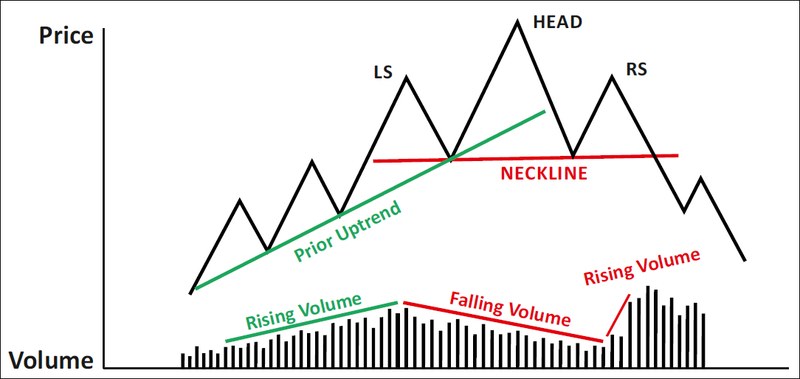 Price
HEAD
LS
RS
NECKLINE
Prior Uptrend
Rising Volume
Rising Volume
Falling Volume
Volume